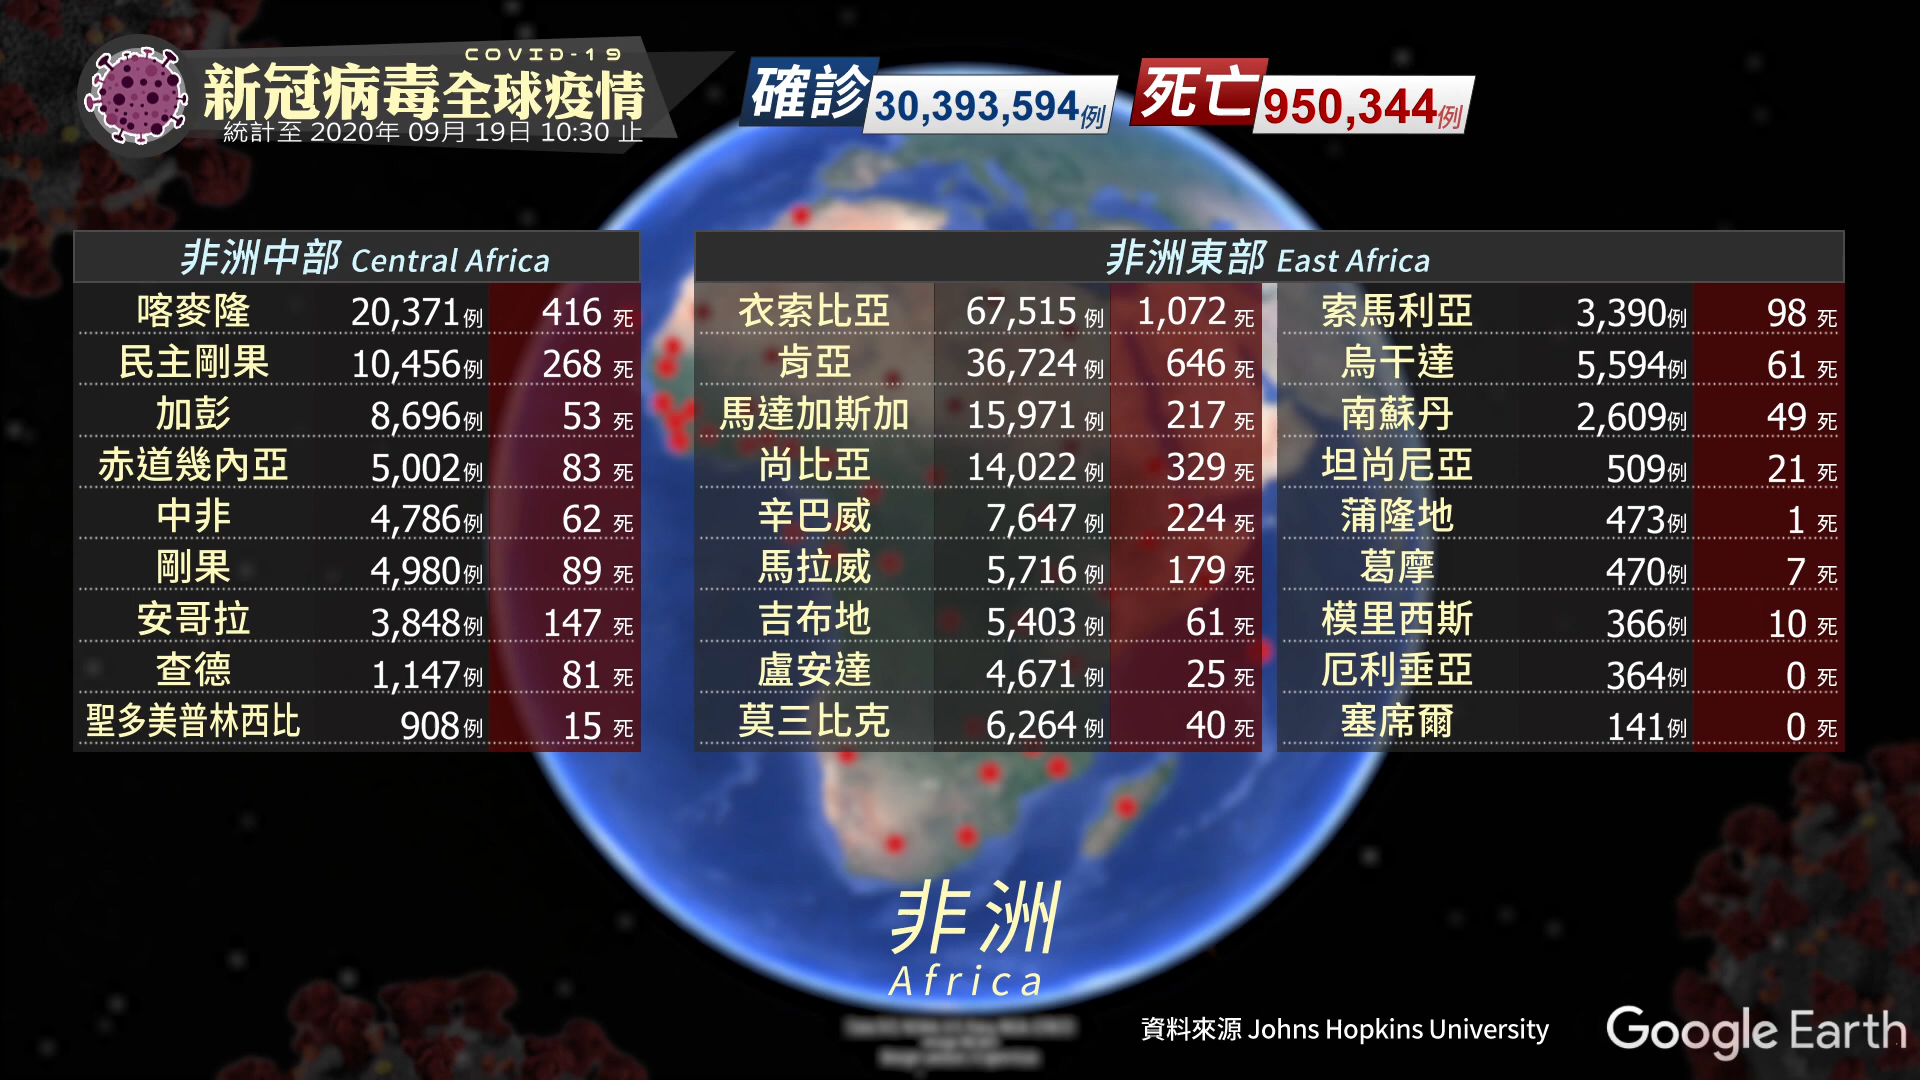 COVID-19
新冠病毒全球疫情
統計至 2020年 09月 19日 10:30 止
確診 30,393,594例
死亡 950,344例
非洲中部 Central Africa
喀麥隆 20,371例 416 死
民主剛果 10,456例 268 死
加彭 8,696例 53 死
赤道幾內亞 5,002例 83 死
中非 4,786例 62 死
剛果 4,980例 89 死
安哥拉 3,848例 147 死
查德 1,147例 81 死
聖多美普林西比 908例 15 死
非洲東部 East Africa
衣索比亞 67,515 例 1,072 死
肯亞 36,724 例 646 死
馬達加斯加 15,971 例 217 死
尚比亞 14,022 例 329 死
辛巴威 7,647 例 224 死
馬拉威 5,716 例 179 死
吉布地 5,403 例 61 死
盧安達 4,671 例 25 死
莫三比克 6,264 例 40 死
索馬利亞 3,390例 98 死
烏干達 5,594例 61 死
南蘇丹 2,609例 49 死
坦尚尼亞 509例 21 死
蒲隆地 473例 1 死
葛摩 470例 7 死
模里西斯 366例 10 死
厄利垂亞 364例 0 死
塞席爾 141例 0 死
非洲
Africa
資料來源 Johns Hopkins University
Google Earth